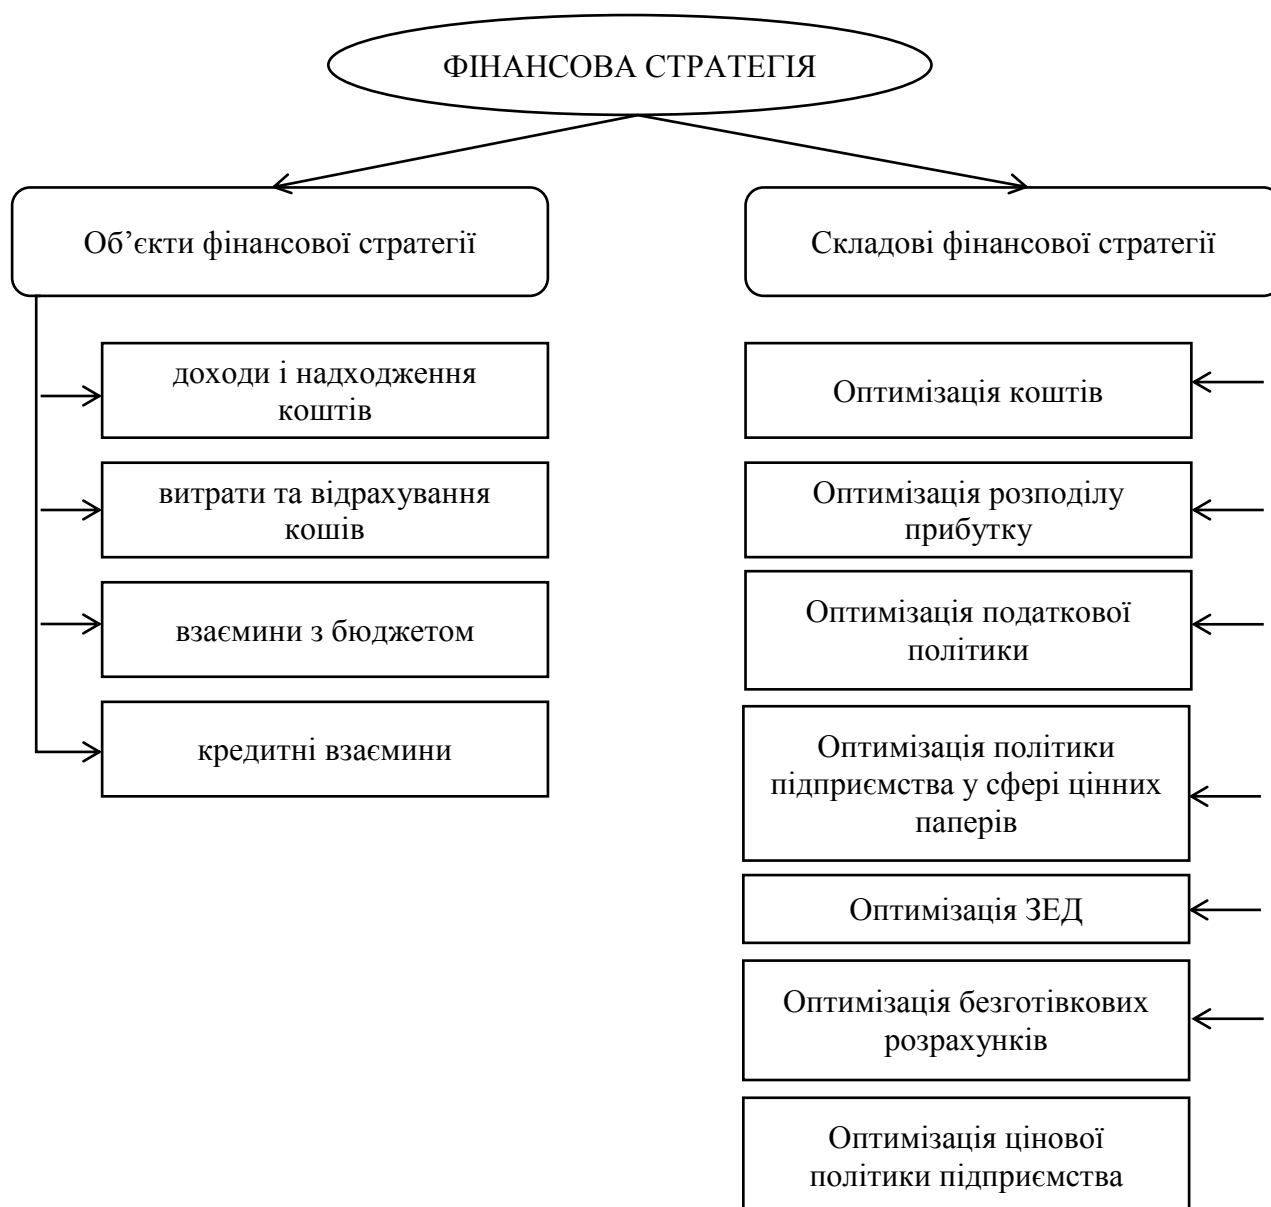 ФІНАНСОВА СТРАТЕГІЯ
Об’єкти фінансової стратегії
доходи і надходження
коштів
витрати та відрахування
кошів
взаємини з бюджетом
кредитні взаємини
Складові фінансової стратегії
Оптимізація коштів
Оптимізація розподілу
прибутку
Оптимізація податкової
політики
Оптимізація політики
підприємства у сфері цінних
паперів
Оптимізація ЗЕД
Оптимізація безготівкових
розрахунків
Оптимізація цінової
політики підприємства